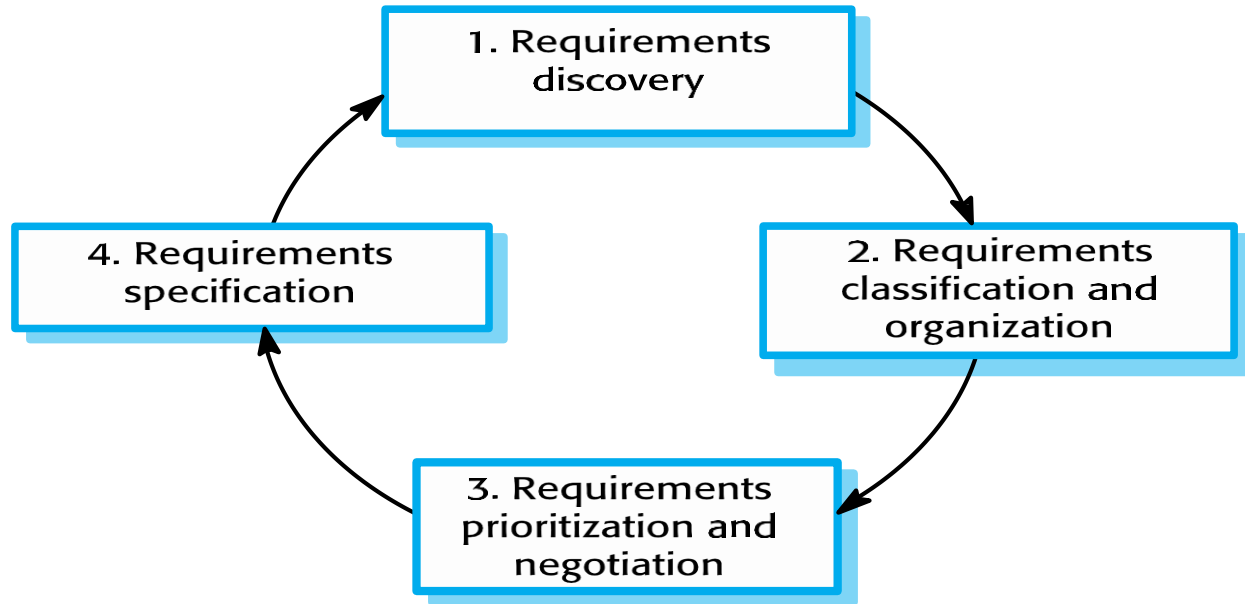 1. Requirements
discovery
2. Requirements
classification and
organization
3. Requirements
prioritization and
negotiation
4. Requirements
specification